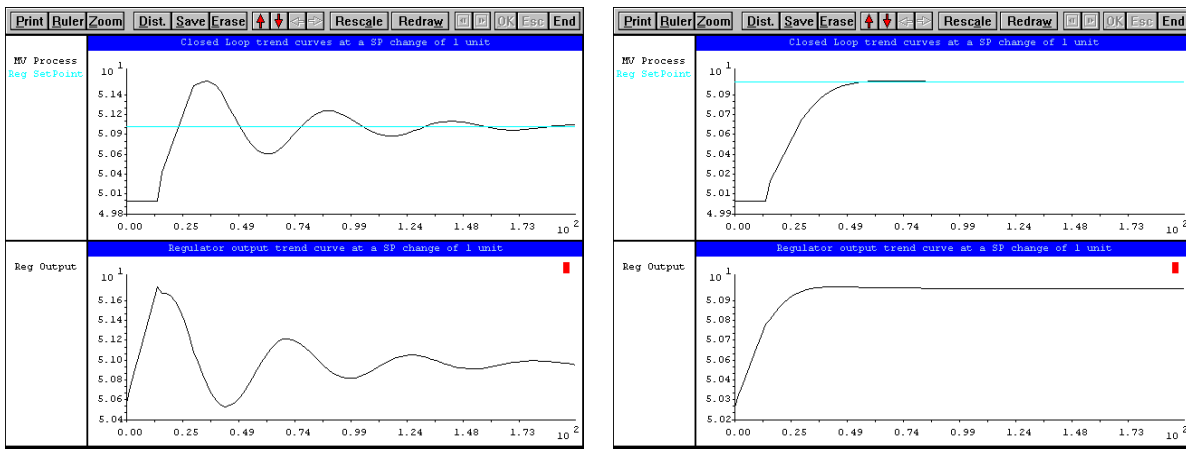 Print Ruler Zoom Dist. Save Erase Rescale Redraw OK Esc End
Closed Loop trend curves at a SP change of 1 unit
MV Process
Reg SetPoint
10 1
5.14
5.12
5.09
5.06
5.04
5.01
4.98
0.00 0.25 0.49 0.74 0.99 1.24 1.48 1.73 10 2
Regulator output trend curve at a SP change of 1 unit
Reg Output
10 1
5.16
5.14
5.12
5.10
5.08
5.06
5.04
0.00 0.25 0.49 0.74 0.99 1.24 1.48 1.73 10 2
Print Ruler Zoom Dist. Save Erase Rescale Redraw OK Esc End
Closed Loop trend curves at a SP change of 1 unit
MV Process
Reg SetPoint
10 1
5.09
5.07
5.06
5.04
5.02
5.01
4.99
0.00 0.25 0.49 0.74 0.99 1.24 1.48 1.73 10 2
Regulator output trend curve at a SP change of 1 unit
Reg Output
10 1
5.09
5.08
5.07
5.06
5.04
5.03
5.02
0.00 0.25 0.49 0.74 0.99 1.24 1.48 1.73 10 2